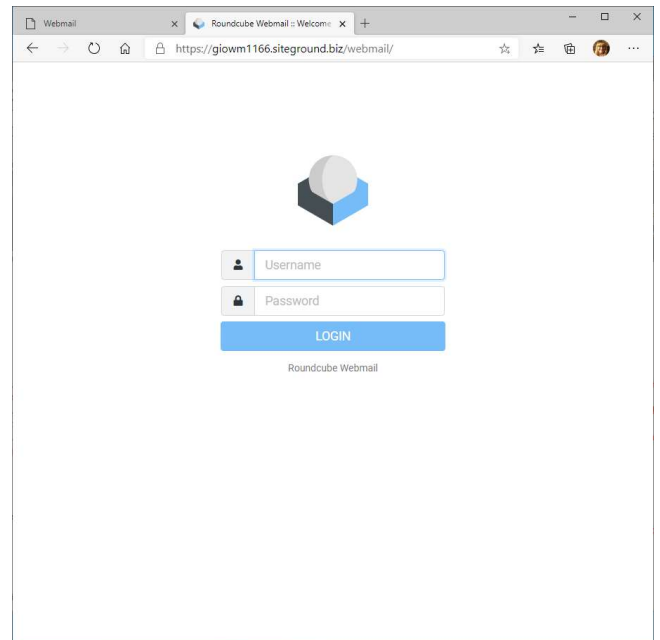 Webmail
Roundcube Webmail :: Welcome
https://giowm1166.siteground.biz/webmail/
Username
Password
LOGIN
Roundcube Webmail